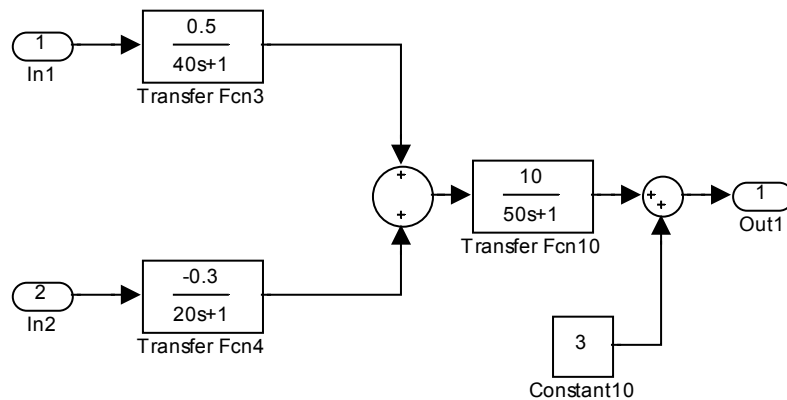 1
In1
0.5
40s+1
Transfer Fcn3
+
+
10
50s+1
Transfer Fcn10
+
+
1
Out1
2
In2
-0.3
20s+1
Transfer Fcn4
3
Constant10